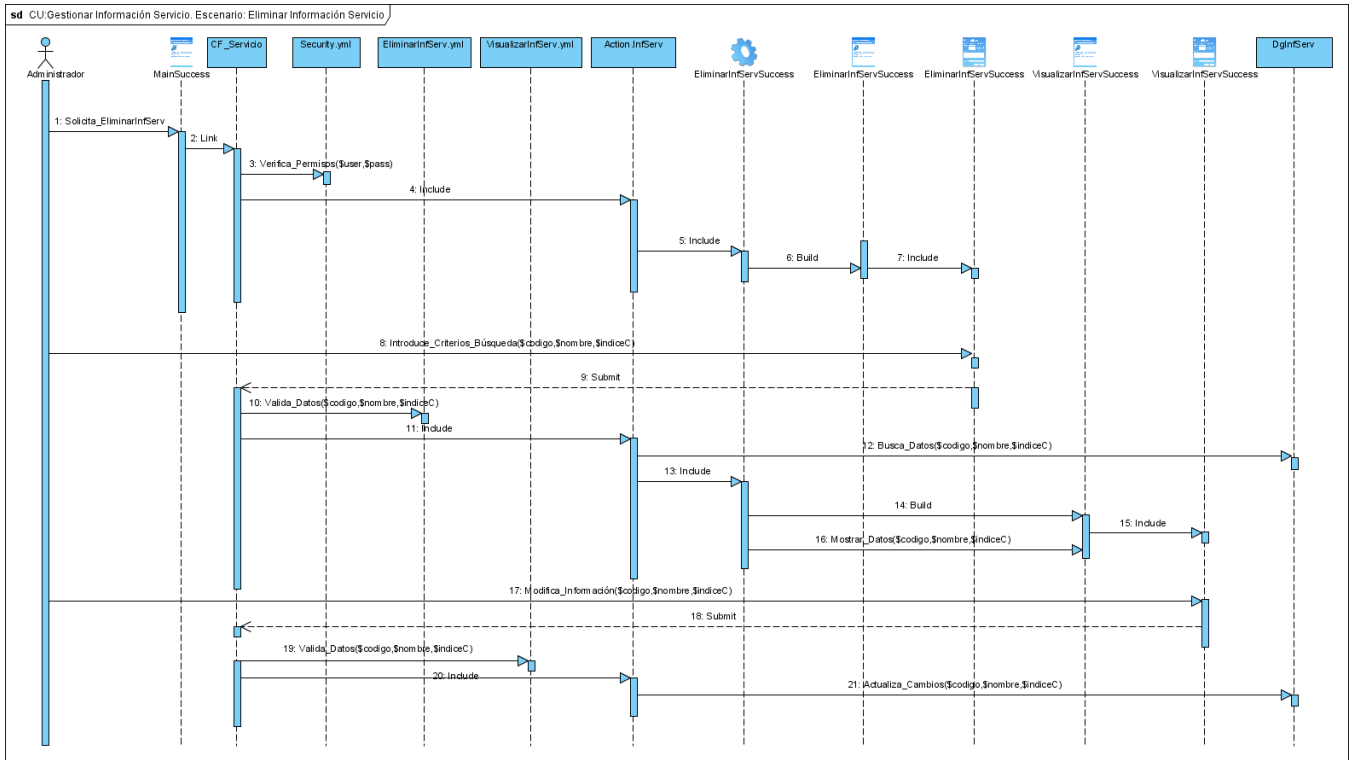 sd CU:Gestionar Información Servicio. Escenario: Eliminar Información Servicio
Administrador
MainSuccess
CF_Servicio
Security.yml
EliminarInfServ.yml
VisualizarInfServ.yml
Action.InfServ
EliminarInfServSuccess
EliminarInfServSuccess
EliminarInfServSuccess
VisualizarInfServSuccess
VisualizarInfServSuccess
DgInfServ
1: Solicita_EliminarInfServ
2: Link
3: Verifica_Permisos($user,$pass)
4: Include
5: Include
6: Build
7: Include
8: Introduce_Criterios_Búsqueda($codigo,$nombre,$indiceC)
9: Submit
10: Valida_Datos($codigo,$nombre,$indiceC)
11: Include
12: Busca_Datos($codigo,$nombre,$indiceC)
13: Include
14: Build
15: Include
16: Mostrar_Datos($codigo,$nombre,$indiceC)
17: Modifica_Información($codigo,$nombre,$indiceC)
18: Submit
19: Valida_Datos($codigo,$nombre,$indiceC)
20: Include
21: Actualiza_Cambios($codigo,$nombre,$indiceC)